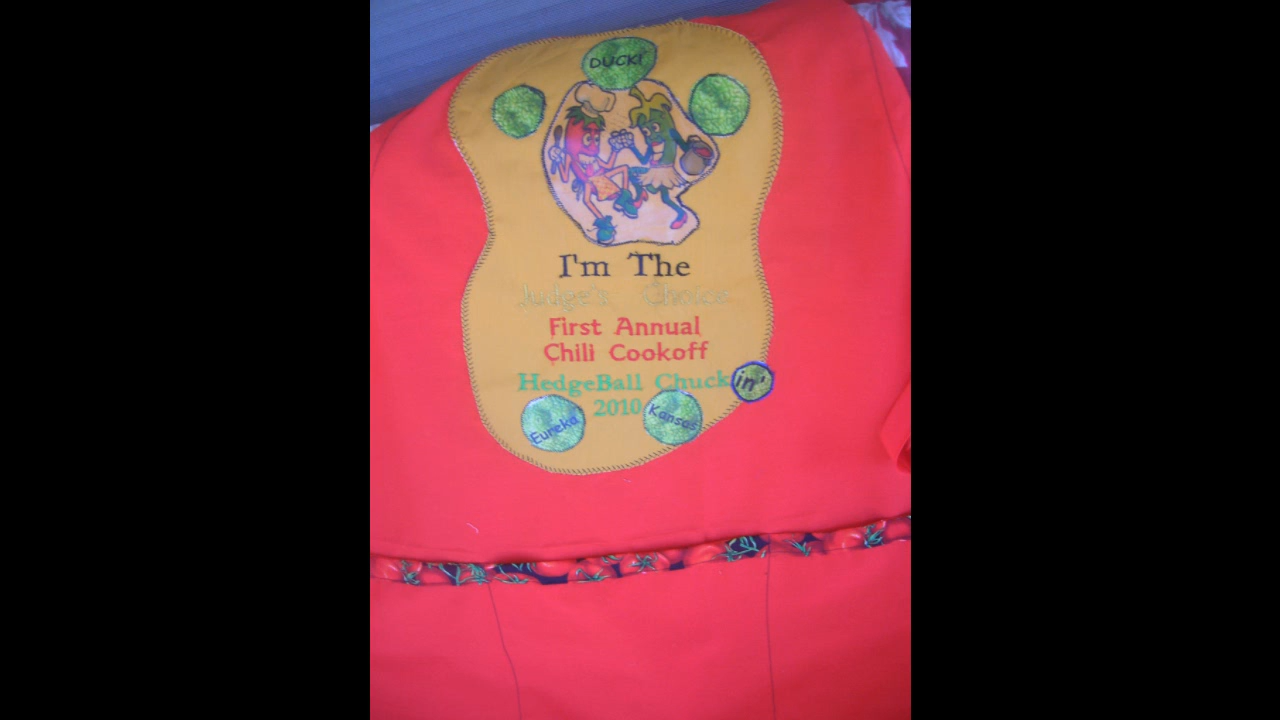 DUCK!
I'm The
Judge's Choice
First Annual
Chili Cookoff
HedgeBall Chuckin'
2010
Eureka
Kansas